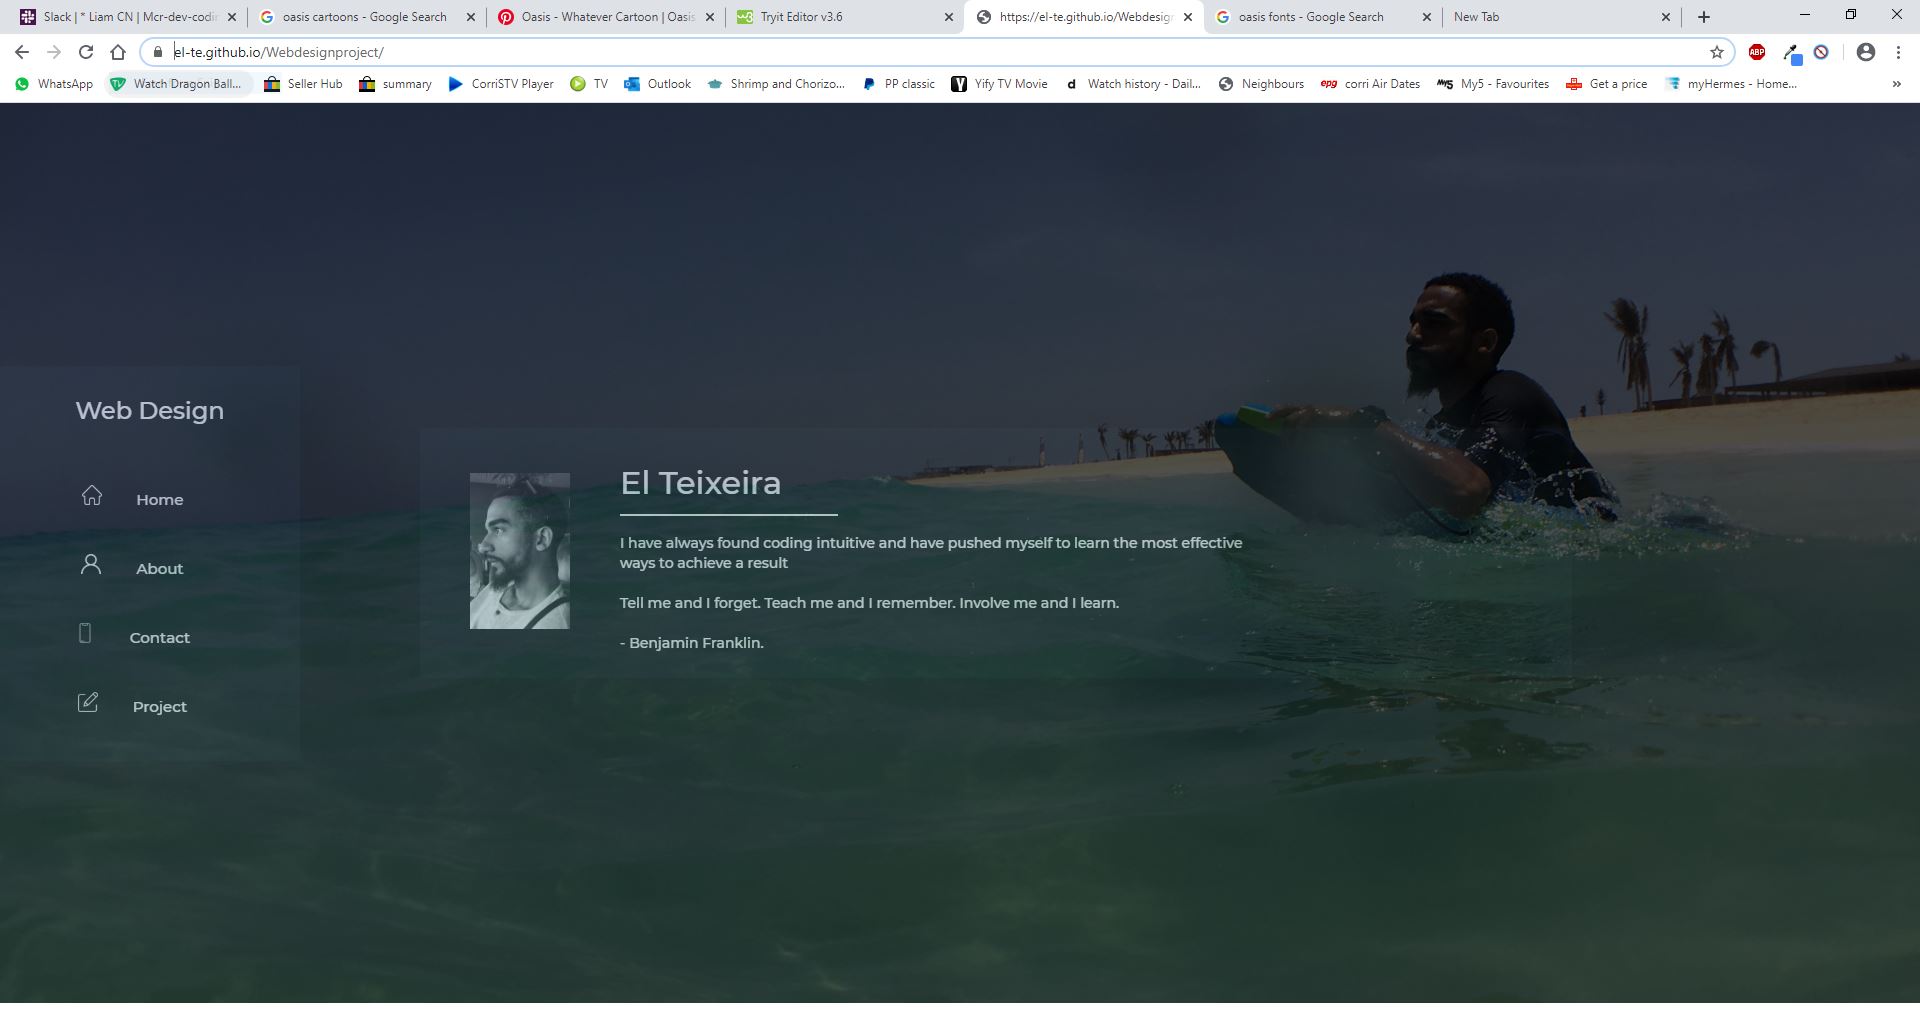 Slack | * Liam CN | Mcr-dev-codin
oasis cartoons - Google Search
Oasis - Whatever Cartoon | Oasis
Tryit Editor v3.6
https://el-te.github.io/Webdesign
oasis fonts - Google Search
New Tab
el-te.github.io/Webdesignproject/
ABP
WhatsApp
Watch Dragon Ball...
Seller Hub
summary
CorriSTV Player
TV
Outlook
Shrimp and Chorizo...
PP classic
Yify TV Movie
d Watch history - Dail...
Neighbours
epg corri Air Dates
My5 My5 - Favourites
Get a price
myHermes - Home...
Web Design
Home
About
Contact
Project
El Teixeira
I have always found coding intuitive and have pushed myself to learn the most effective
ways to achieve a result
Tell me and I forget. Teach me and I remember. Involve me and I learn.
- Benjamin Franklin.